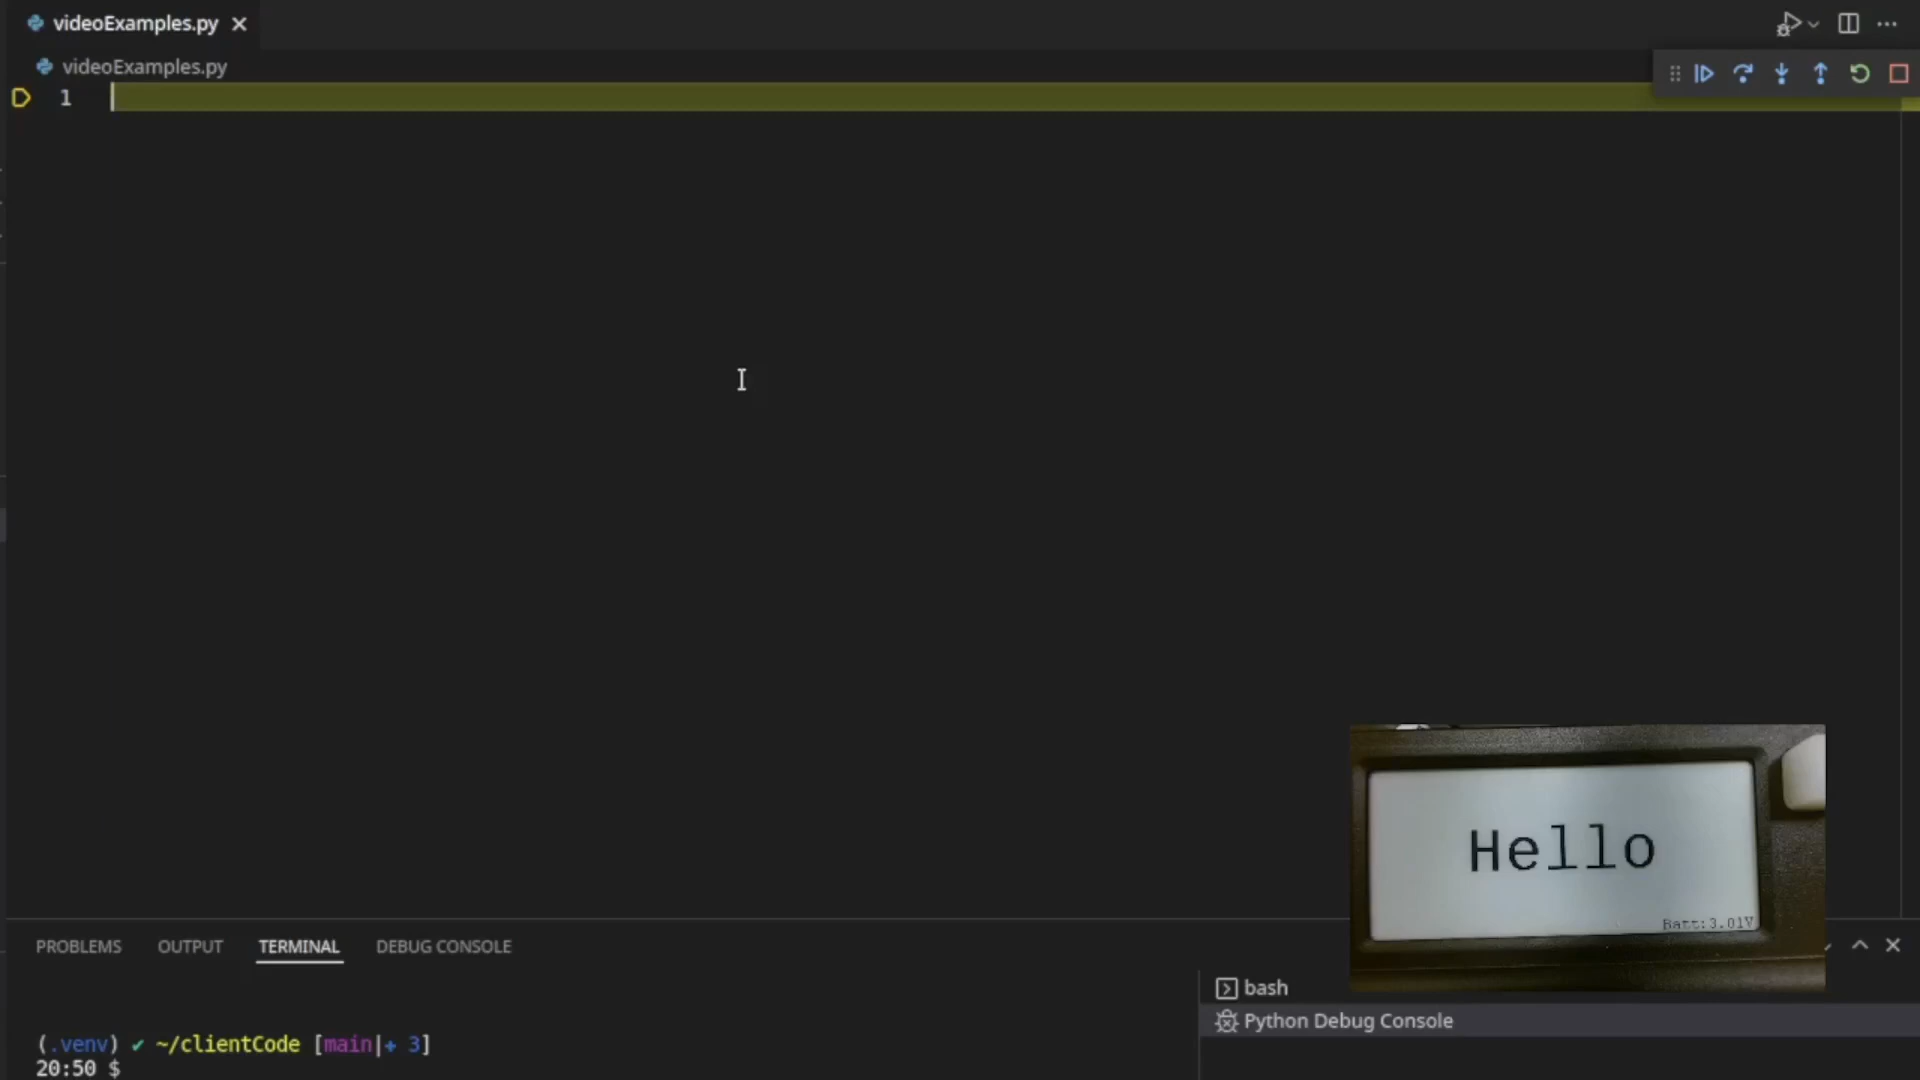 videoExamples.py
videoExamples.py
1
Hello
Batt:3.01V
PROBLEMS OUTPUT TERMINAL DEBUG CONSOLE
bash
Python Debug Console
(.venv) ✔ ~/clientCode [main|+ 3]
20:50 $